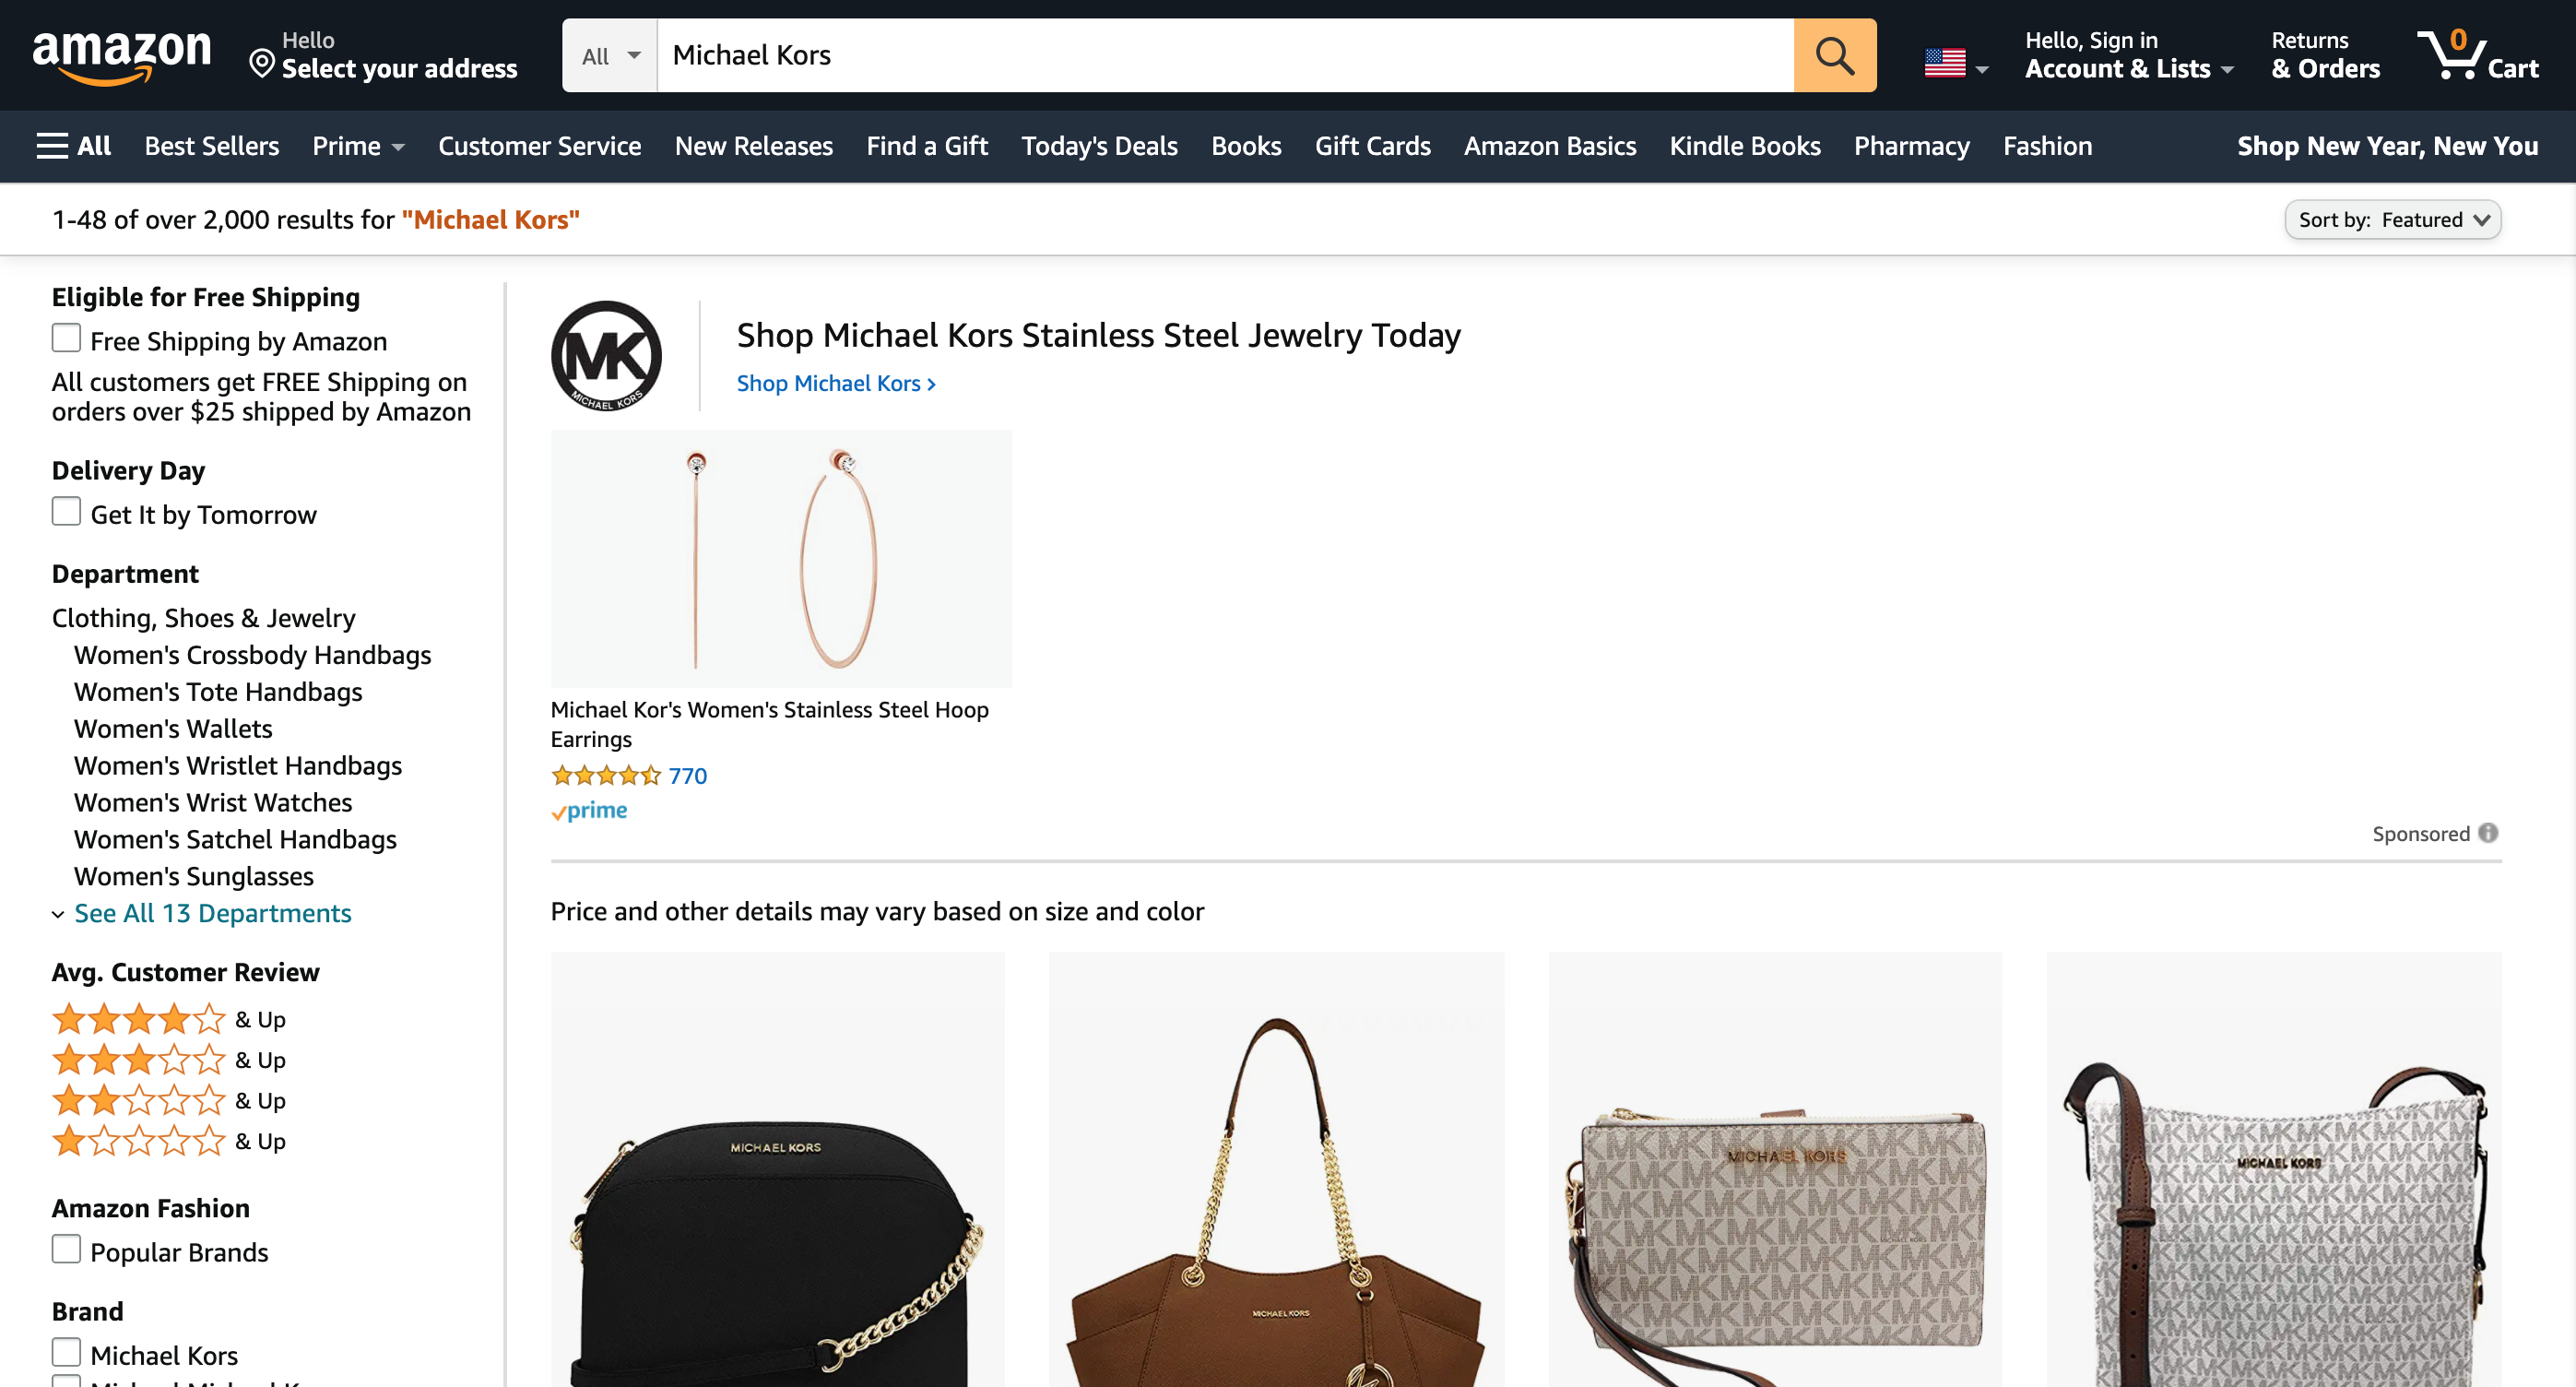 amazon
Hello
Select your address
All
Michael Kors
Hello, Sign in
Account & Lists
Returns
& Orders
0
Cart
All
Best Sellers
Prime
Customer Service
New Releases
Find a Gift
Today's Deals
Books
Gift Cards
Amazon Basics
Kindle Books
Pharmacy
Fashion
Shop New Year, New You
1-48 of over 2,000 results for "Michael Kors"
Sort by: Featured
Eligible for Free Shipping
Free Shipping by Amazon
All customers get FREE Shipping on
orders over $25 shipped by Amazon
Delivery Day
Get It by Tomorrow
Department
Clothing, Shoes & Jewelry
Women's Crossbody Handbags
Women's Tote Handbags
Women's Wallets
Women's Wristlet Handbags
Women's Wrist Watches
Women's Satchel Handbags
Women's Sunglasses
See All 13 Departments
Avg. Customer Review
& Up
& Up
& Up
& Up
Amazon Fashion
Popular Brands
Brand
Michael Kors
MK
MICHAEL KORS
Shop Michael Kors Stainless Steel Jewelry Today
Shop Michael Kors ›
Michael Kor's Women's Stainless Steel Hoop
Earrings
770
prime
Sponsored
Price and other details may vary based on size and color
MICHAEL KORS
MICHAEL KORS
MICHAEL KORS
MICHAEL KORS